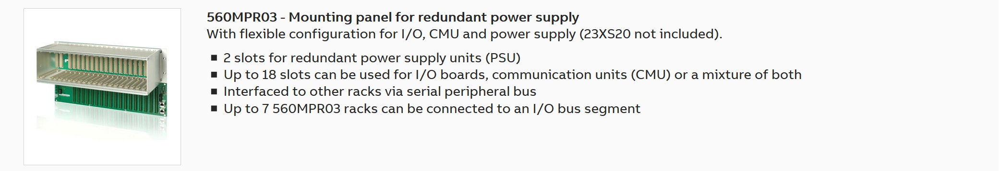 560MPR03 - Mounting panel for redundant power supply
With flexible configuration for I/O, CMU and power supply (23XS20 not included).
▪ 2 slots for redundant power supply units (PSU)
▪ Up to 18 slots can be used for I/O boards, communication units (CMU) or a mixture of both
▪ Interfaced to other racks via serial peripheral bus
▪ Up to 7 560MPR03 racks can be connected to an I/O bus segment